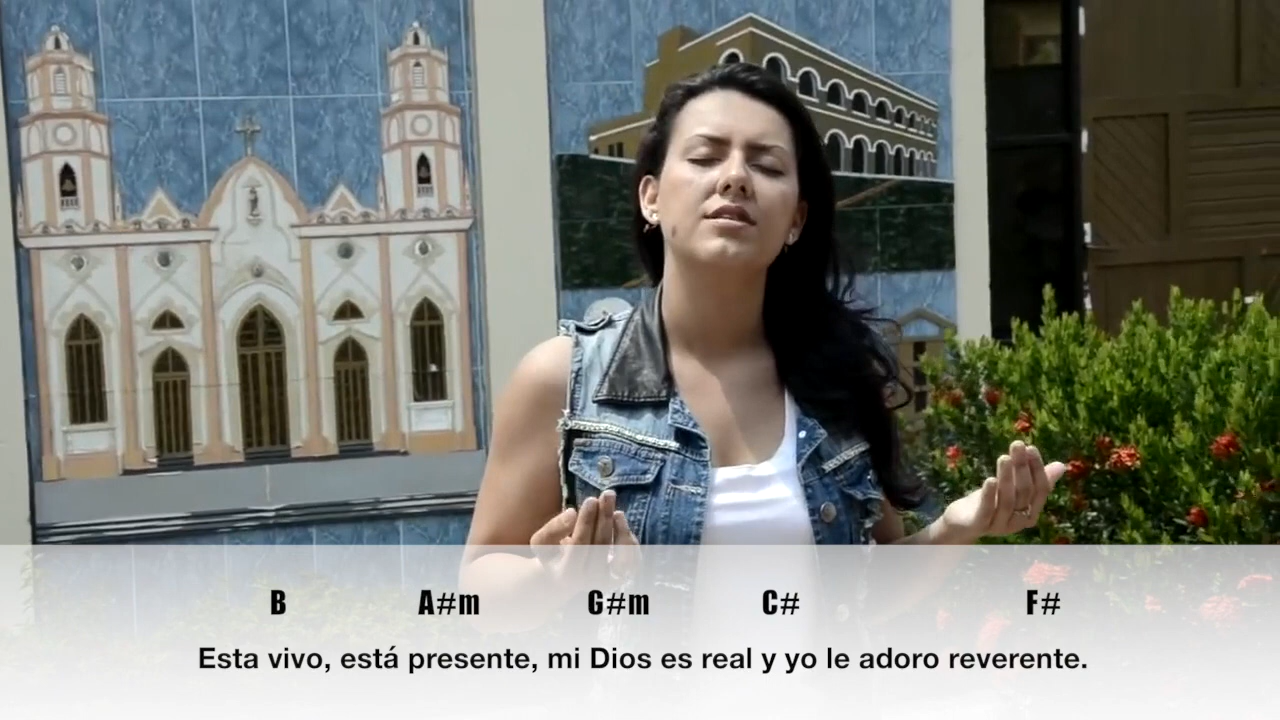 B A#m G#m C# F#
Esta vivo, está presente, mi Dios es real y yo le adoro reverente.